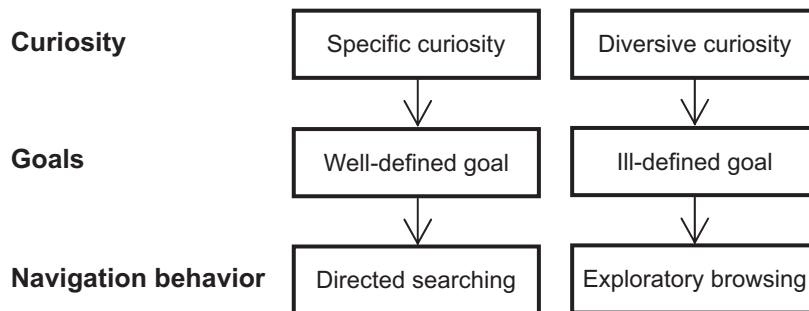 Curiosity
Specific curiosity
Diversive curiosity
Goals
Well-defined goal
Ill-defined goal
Navigation behavior
Directed searching
Exploratory browsing